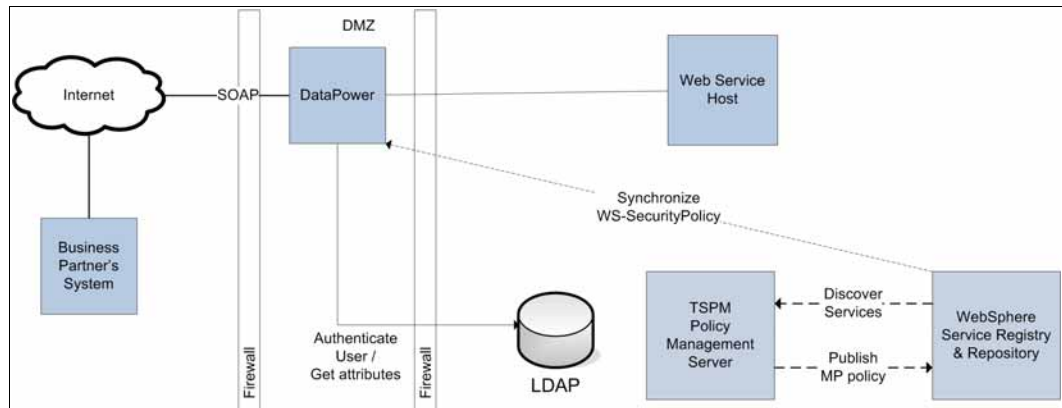 DMZ
Internet
SOAP
DataPower
Web Service
Host
Synchronize
WS-SecurityPolicy
Business
Partner's
System
Firewall
Authenticate
User /
Get attributes
Firewall
LDAP
TSPM
Policy
Management
Server
Discover
Services
Publish
MP policy
WebSphere
Service Registry
& Repository